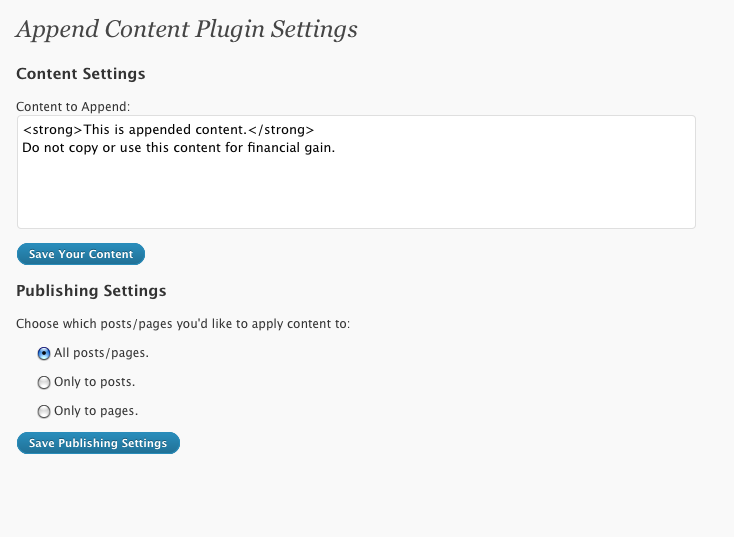 Append Content Plugin Settings
Content Settings
Content to Append:
<strong>This is appended content.</strong>
Do not copy or use this content for financial gain.
Save Your Content
Publishing Settings
Choose which posts/pages you'd like to apply content to:
All posts/pages.
Only to posts.
Only to pages.
Save Publishing Settings